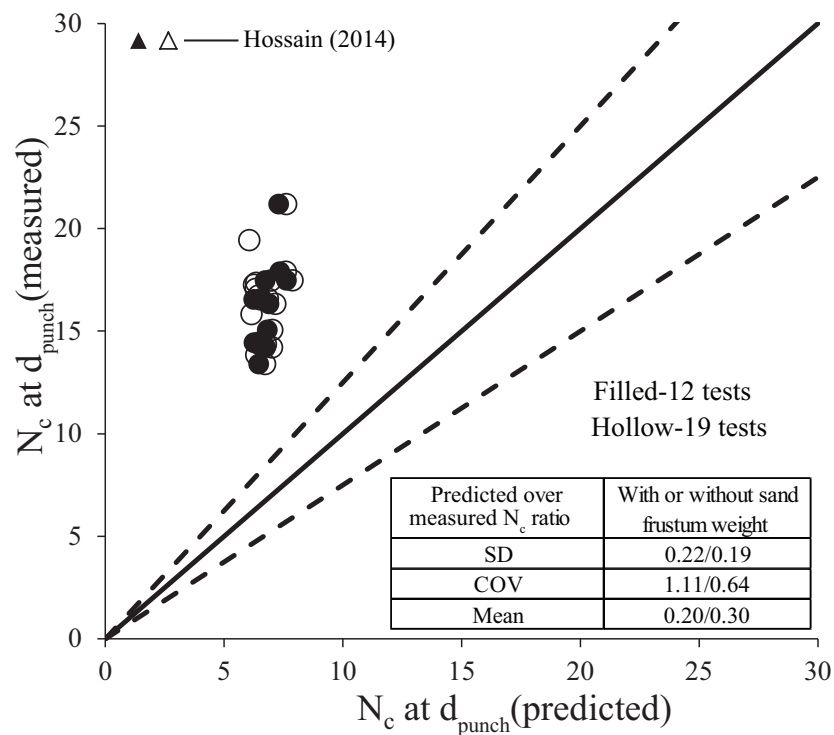 ▲ △ — Hossain (2014)
30
25
20
15
10
5
0
N_c at d_punch(measured)
Filled-12 tests
Hollow-19 tests
Predicted over measured N_c ratio
With or without sand frustum weight
SD 0.22/0.19
COV 1.11/0.64
Mean 0.20/0.30
0 5 10 15 20 25 30
N_c at d_punch(predicted)